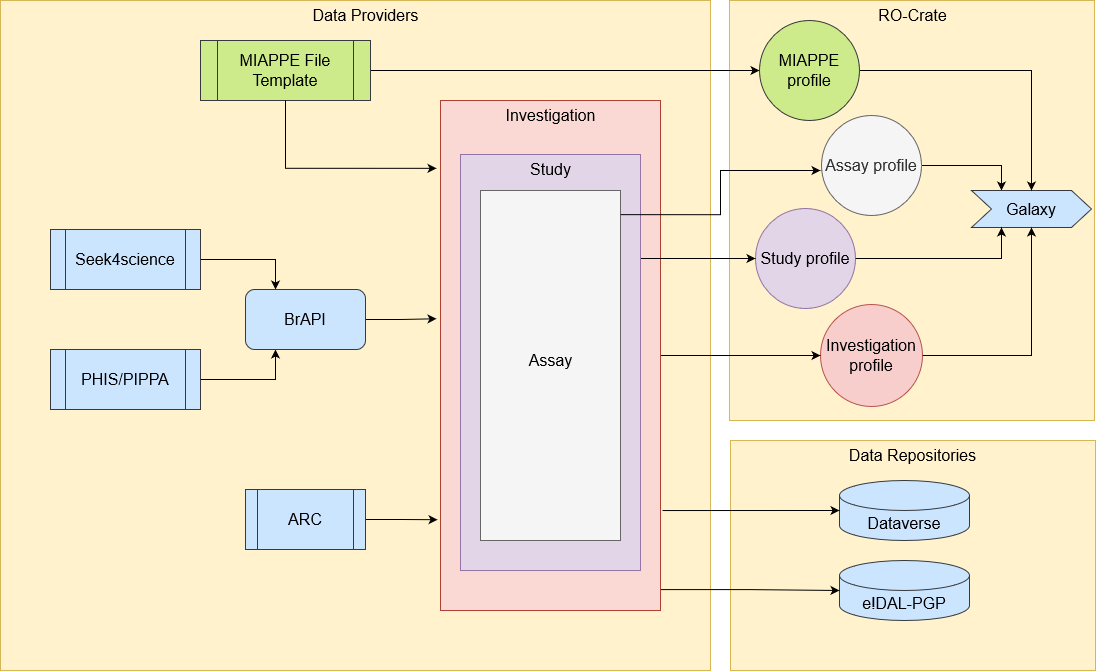 Data Providers
MIAPPE File
Template
Investigation
Study
Seek4science
BrAPI
Assay
PHIS/PIPPA
ARC
RO-Crate
MIAPPE
profile
Assay profile
Galaxy
Study profile
Investigation
profile
Data Repositories
Dataverse
e!DAL-PGP